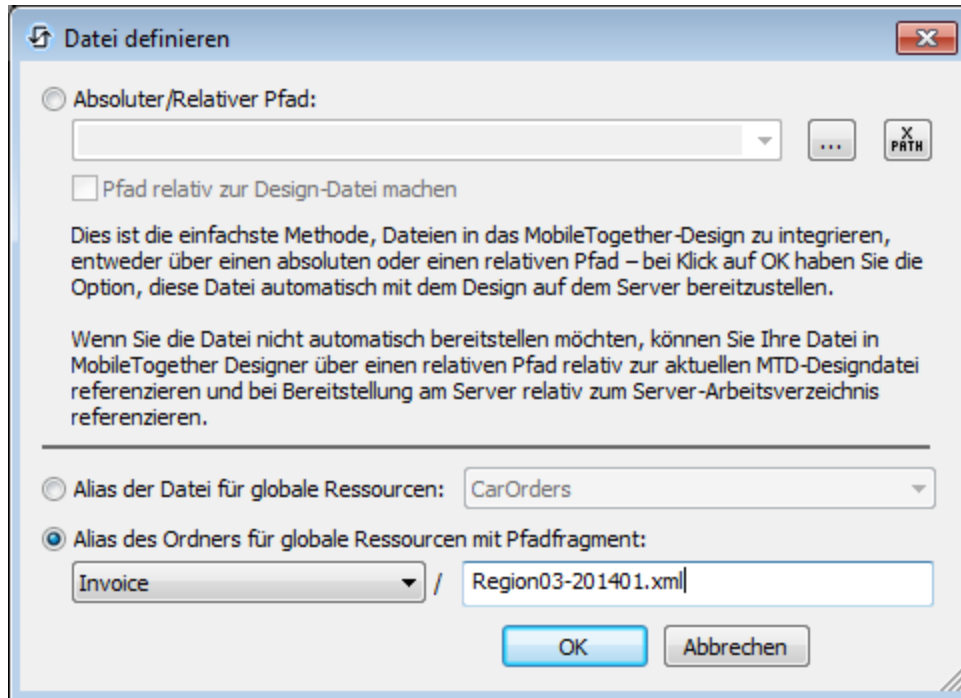 Datei definieren
Absoluter/Relativer Pfad:
...
X
PATH
Pfad relativ zur Design-Datei machen
Dies ist die einfachste Methode, Dateien in das MobileTogether-Design zu integrieren,
entweder über einen absoluten oder einen relativen Pfad – bei Klick auf OK haben Sie die
Option, diese Datei automatisch mit dem Design auf dem Server bereitzustellen.
Wenn Sie die Datei nicht automatisch bereitstellen möchten, können Sie Ihre Datei in
MobileTogether Designer über einen relativen Pfad relativ zur aktuellen MTD-Designdatei
referenzieren und bei Bereitstellung am Server relativ zum Server-Arbeitsverzeichnis
referenzieren.
Alias der Datei für globale Ressourcen: CarOrders
Alias des Ordners für globale Ressourcen mit Pfadfragment:
Invoice / Region03-201401.xml
OK Abbrechen